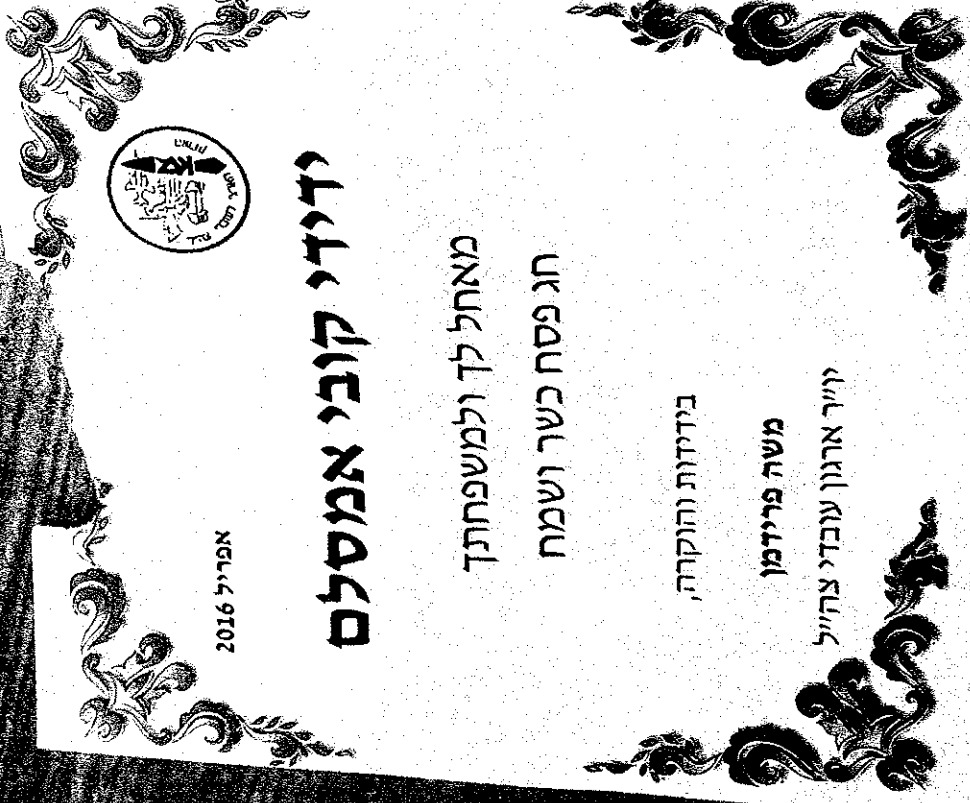 אפריל 2016
ידידי קובי אמסלם
מאחל לך ולמשפחתך
חג פסח כשר ושמח
בידידות והוקרה,
משה פרידמן
יו״ר ארגון עובדי צה״ל